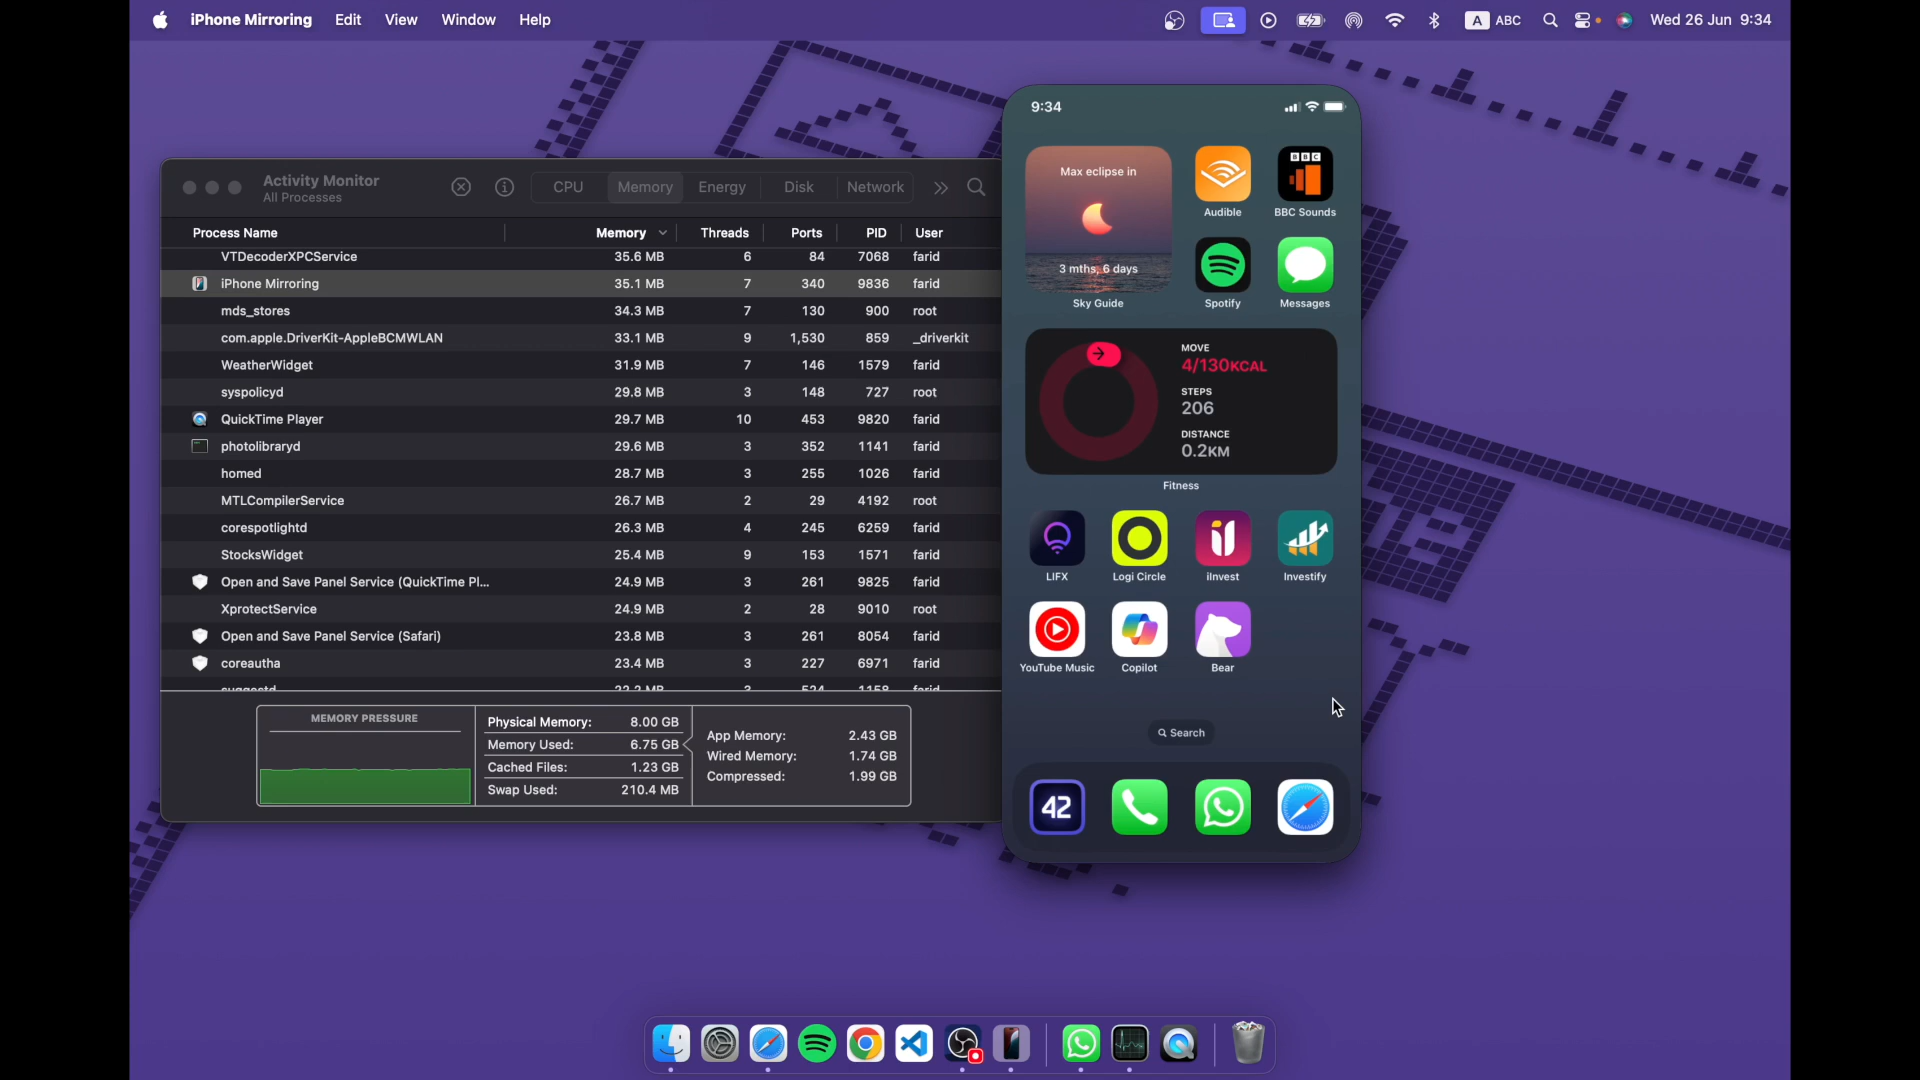 iPhone Mirroring Edit View Window Help
A ABC Wed 26 Jun 9:34
Activity Monitor
All Processes
CPU Memory Energy Disk Network
Process Name Memory Threads Ports PID User
VTDecoderXPCService 35.6 MB 6 84 7068 farid
iPhone Mirroring 35.1 MB 7 340 9836 farid
mds_stores 34.3 MB 7 130 900 root
com.apple.DriverKit-AppleBCMWLAN 33.1 MB 9 1,530 859 _driverkit
WeatherWidget 31.9 MB 7 146 1579 farid
syspolicyd 29.8 MB 3 148 727 root
QuickTime Player 29.7 MB 10 453 9820 farid
photolibraryd 29.6 MB 3 352 1141 farid
homed 28.7 MB 3 255 1026 farid
MTLCompilerService 26.7 MB 2 29 4192 root
corespotlightd 26.3 MB 4 245 6259 farid
StocksWidget 25.4 MB 9 153 1571 farid
Open and Save Panel Service (QuickTime Pl... 24.9 MB 3 261 9825 farid
XprotectService 24.9 MB 2 28 9010 root
Open and Save Panel Service (Safari) 23.8 MB 3 261 8054 farid
coreautha 23.4 MB 3 227 6971 farid
MEMORY PRESSURE
Physical Memory: 8.00 GB
Memory Used: 6.75 GB
Cached Files: 1.23 GB
Swap Used: 210.4 MB
App Memory: 2.43 GB
Wired Memory: 1.74 GB
Compressed: 1.99 GB
9:34
Max eclipse in
3 mths, 6 days
Sky Guide
Audible
BBC
BBC Sounds
Spotify
Messages
MOVE
4/130KCAL
STEPS
206
DISTANCE
0.2KM
Fitness
LIFX
Logi Circle
iInvest
Investify
YouTube Music
Copilot
Bear
Search
42